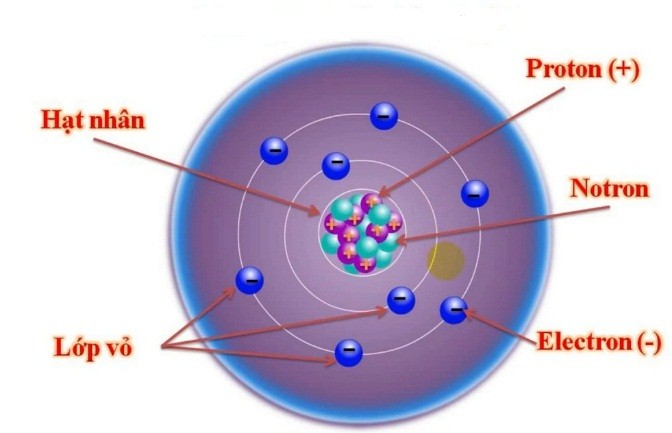 Proton (+)
Hạt nhân
Notron
Lớp vỏ
Electron (-)